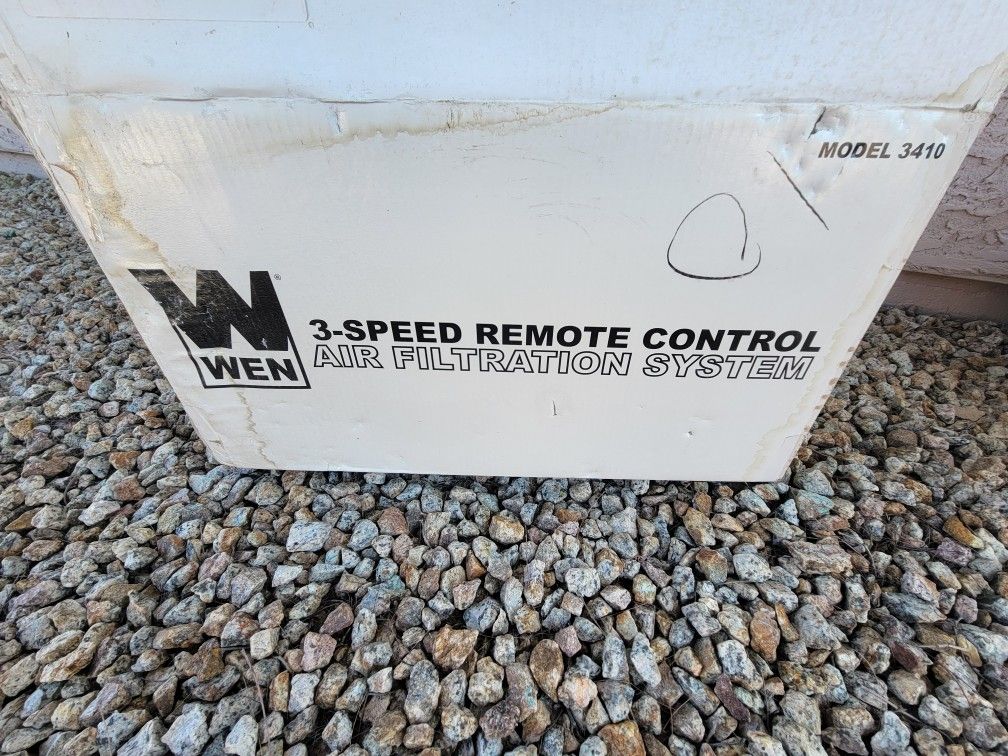 MODEL 3410
W®
WEN
3-SPEED REMOTE CONTROL
AIR FILTRATION SYSTEM